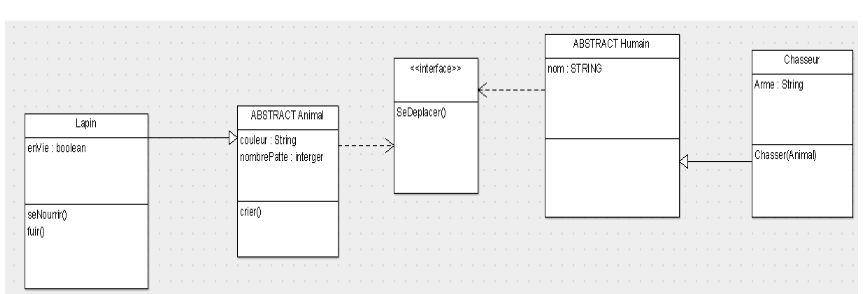 Lapin
enVie : boolean
seNourrir()
fuir()
ABSTRACT Animal
couleur : String
nombrePatte : interger
crier()
<<interface>>
SeDeplacer()
ABSTRACT Humain
nom : STRING
Chasseur
Arme : String
Chasser(Animal)